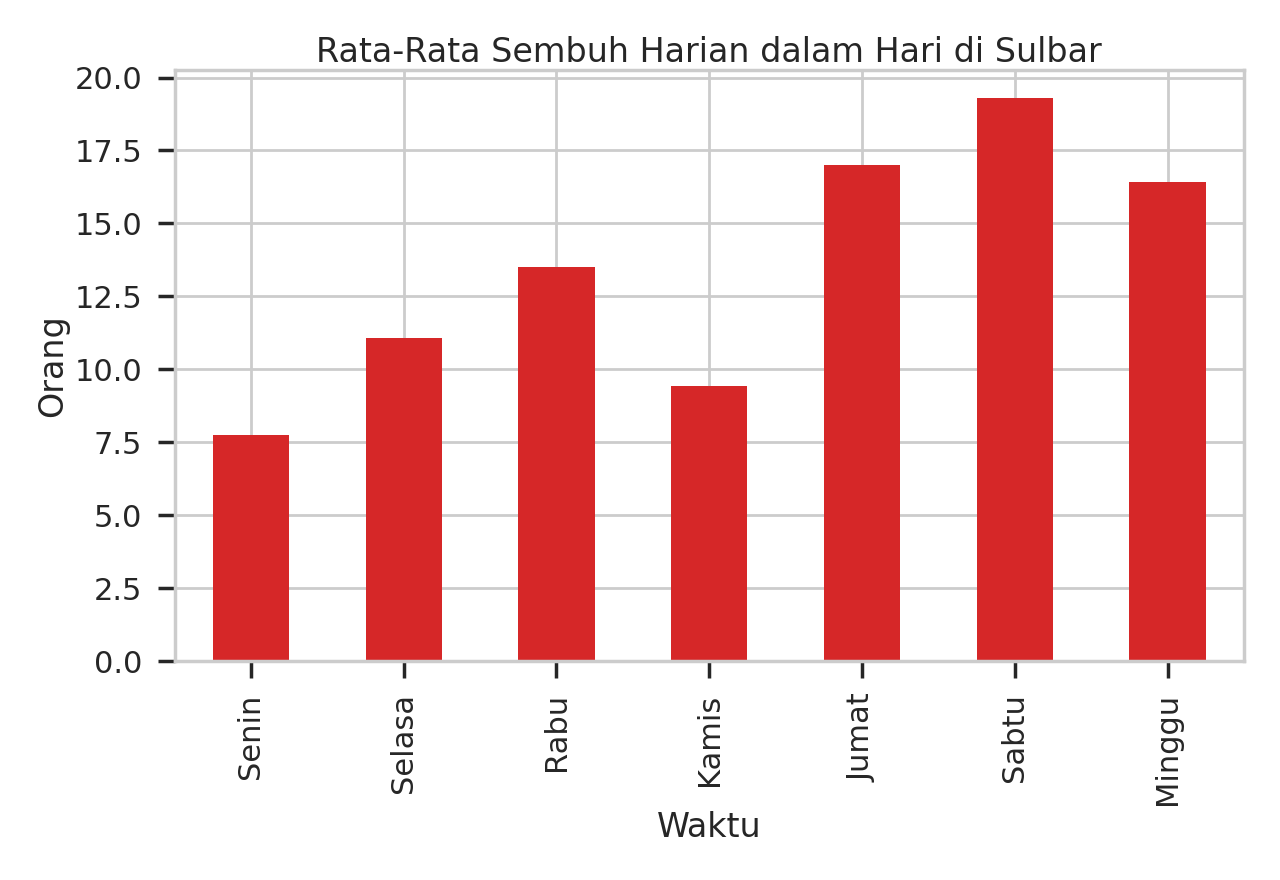 Rata-Rata Sembuh Harian dalam Hari di Sulbar
20.0
17.5
15.0
12.5
10.0
7.5
5.0
2.5
0.0
Orang
Senin
Selasa
Rabu
Kamis
Jumat
Sabtu
Minggu
Waktu